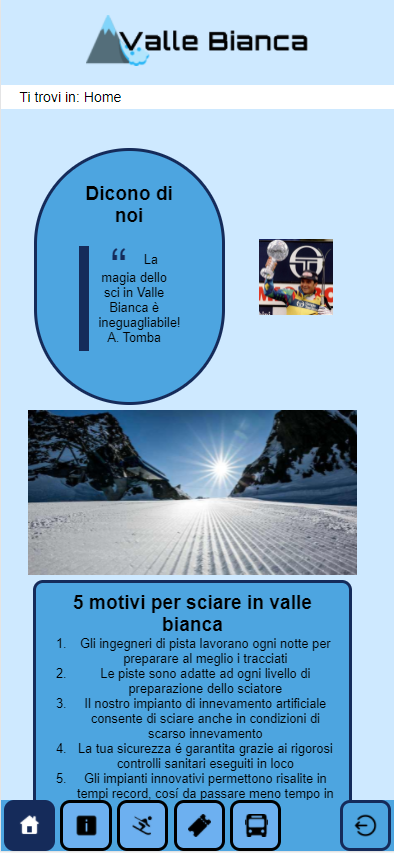 Valle Bianca
Ti trovi in: Home
Dicono di
noi
“ La
magia dello
sci in Valle
Bianca è
ineguagliabile!
A. Tomba
5 motivi per sciare in valle
bianca
1. Gli ingegneri di pista lavorano ogni notte per
preparare al meglio i tracciati
2. Le piste sono adatte ad ogni livello di
preparazione dello sciatore
3. Il nostro impianto di innevamento artificiale
consente di sciare anche in condizioni di
scarso innevamento
4. La tua sicurezza é garantita grazie ai rigorosi
controlli sanitari eseguiti in loco
5. Gli impianti innovativi permettono risalite in
tempi record, cosí da passare meno tempo in